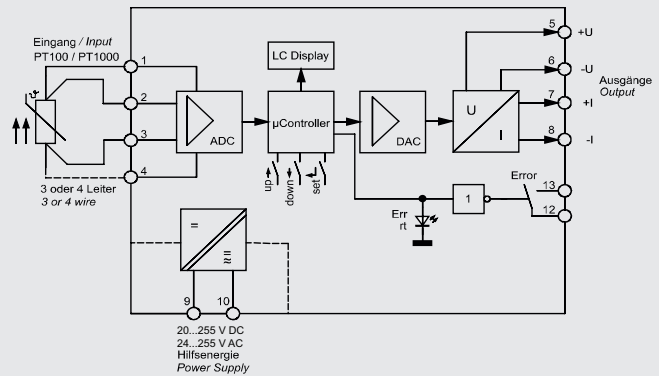 Eingang / Input
PT100 / PT1000
1
2
3
4
3 oder 4 Leiter
3 or 4 wire
ADC
LC Display
µController
up
down
set
DAC
U
I
5
+U
6
-U
Ausgänge
Output
7
+I
8
-I
Err
rt
1
Error
13
12
=
≈=
9
10
20...255 V DC
24...255 V AC
Hilfsenergie
Power Supply